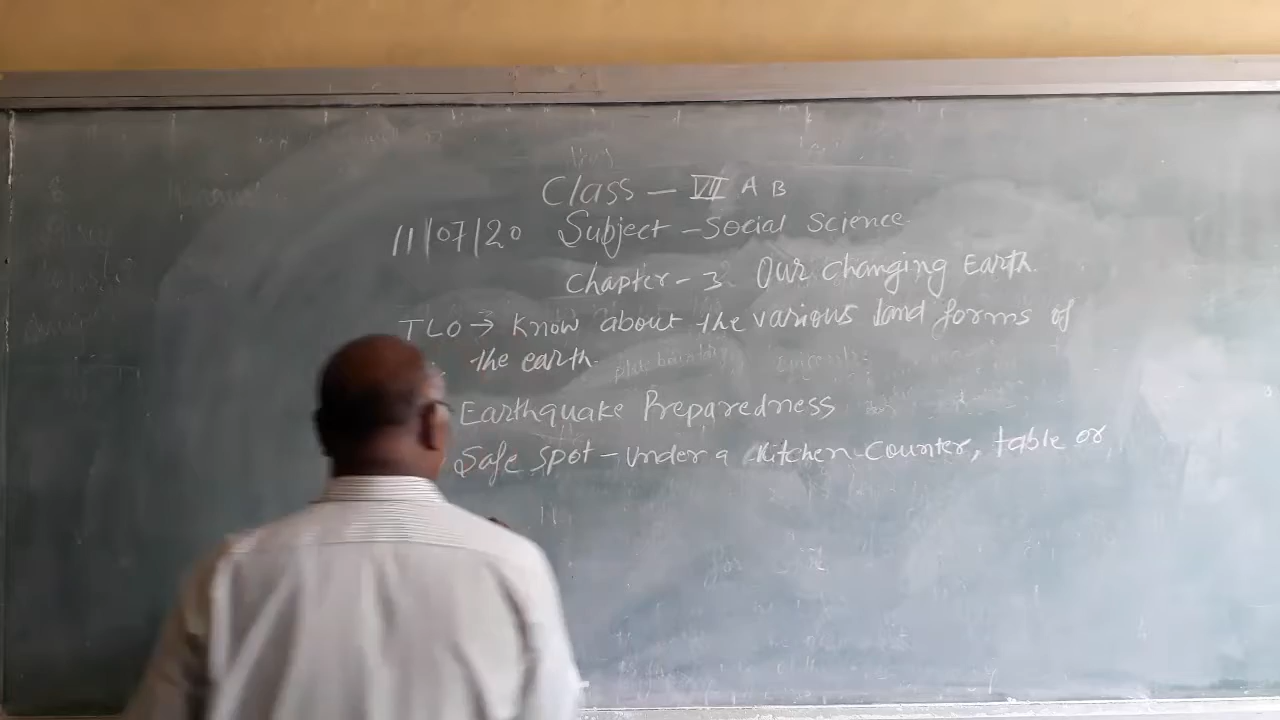 Class - VII A B
11/07/20 Subject - Social Science
Chapter - 3 Our Changing Earth.
TLO → Know about the various land forms of
the earth.
Earthquake Preparedness
Safe spot - Under a kitchen counter, table or